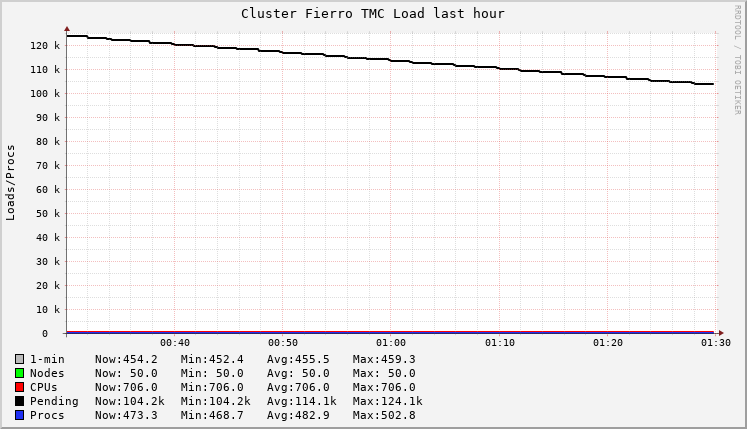 Cluster Fierro TMC Load last hour
RRDTOOL / TOBI OETIKER
Loads/Procs
120 k
110 k
100 k
90 k
80 k
70 k
60 k
50 k
40 k
30 k
20 k
10 k
0
00:40 00:50 01:00 01:10 01:20 01:30
1-min Now:454.2 Min:452.4 Avg:455.5 Max:459.3
Nodes Now: 50.0 Min: 50.0 Avg: 50.0 Max: 50.0
CPUs Now:706.0 Min:706.0 Avg:706.0 Max:706.0
Pending Now:104.2k Min:104.2k Avg:114.1k Max:124.1k
Procs Now:473.3 Min:468.7 Avg:482.9 Max:502.8